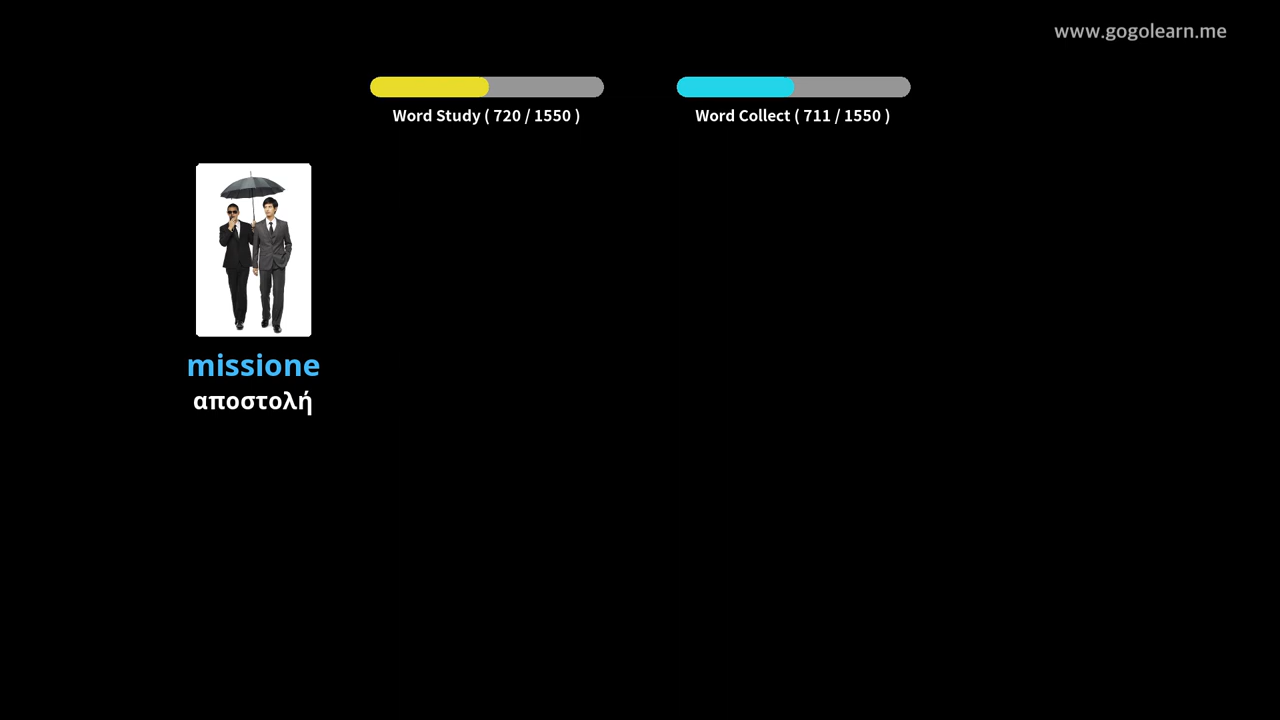 www.gogolearn.me
Word Study ( 720 / 1550 )
Word Collect ( 711 / 1550 )
missione
αποστολή